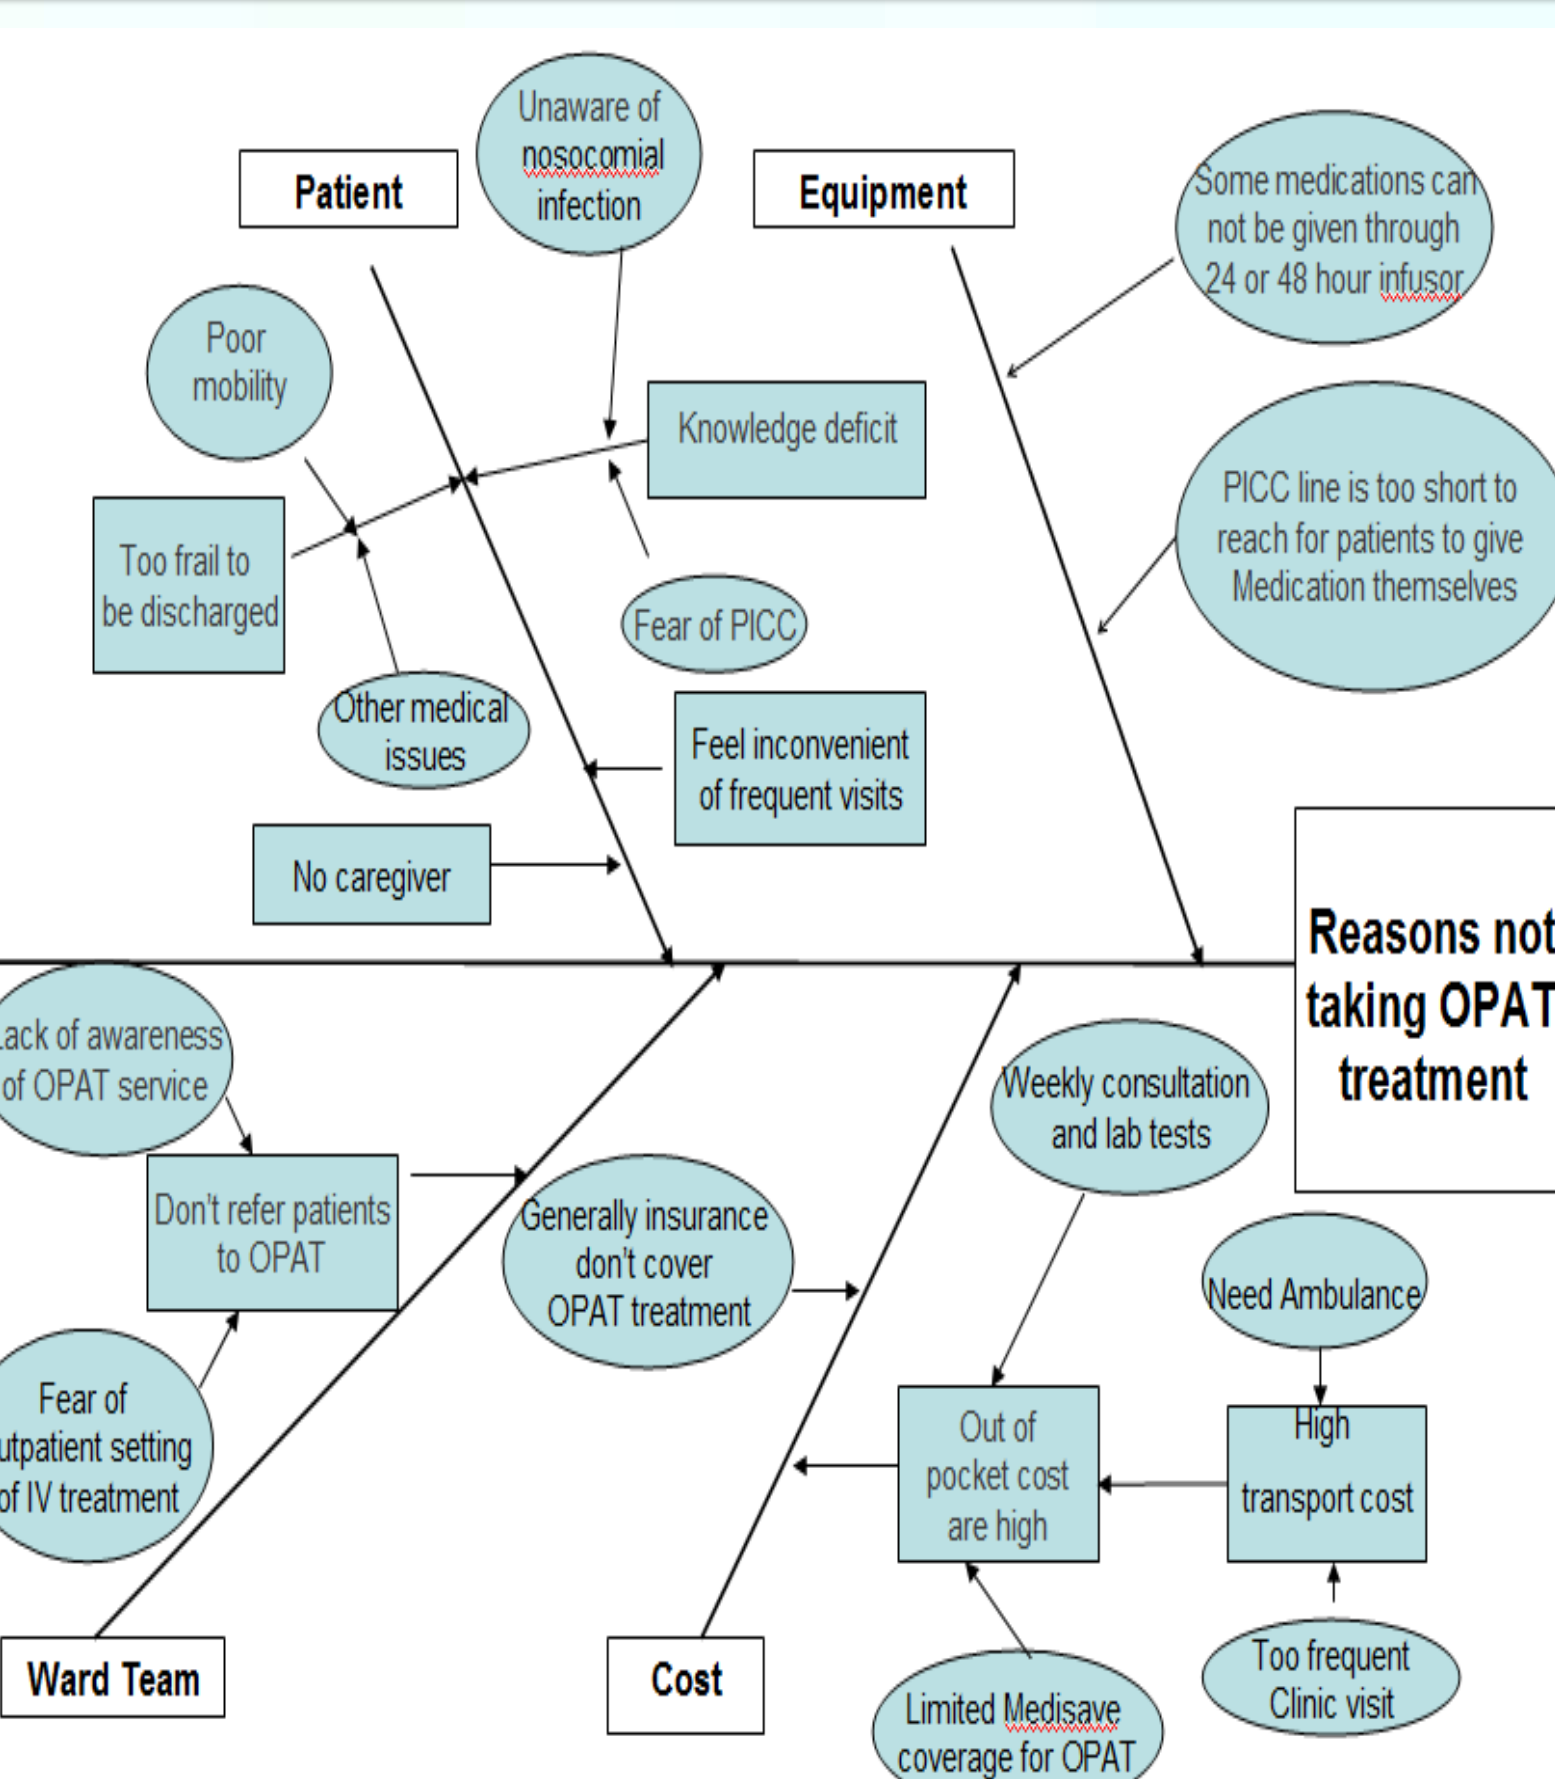 Unaware of
nosocomial
infection
Patient
Equipment
Some medications can
not be given through
24 or 48 hour infusor
Poor
mobility
Knowledge deficit
PICC line is too short to
reach for patients to give
Medication themselves
Too frail to
be discharged
Fear of PICC
Other medical
issues
Feel inconvenient
of frequent visits
No caregiver
Reasons not
taking OPAT
treatment
Lack of awareness
of OPAT service
Weekly consultation
and lab tests
Don't refer patients
to OPAT
Generally insurance
don't cover
OPAT treatment
Need Ambulance
Fear of
utpatient setting
of IV treatment
Out of
pocket cost
are high
High
transport cost
Ward Team
Cost
Too frequent
Clinic visit
Limited Medisave
coverage for OPAT